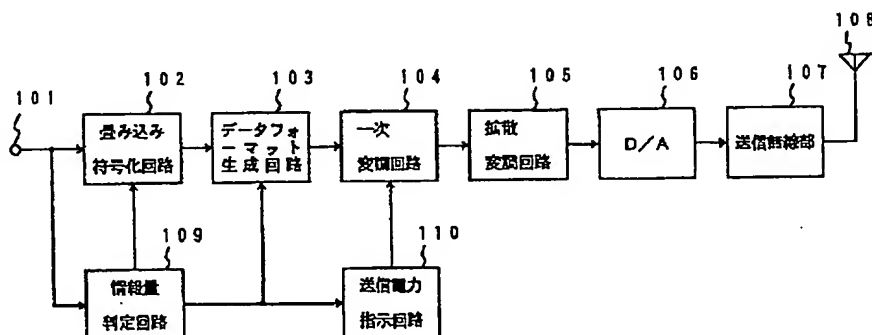 108
102
103
104
105
106
107
101
畳み込み
符号化回路
データフォ
ーマット
生成回路
一次
変調回路
拡散
変調回路
D/A
送信無線部
109
110
情報量
判定回路
送信電力
指示回路